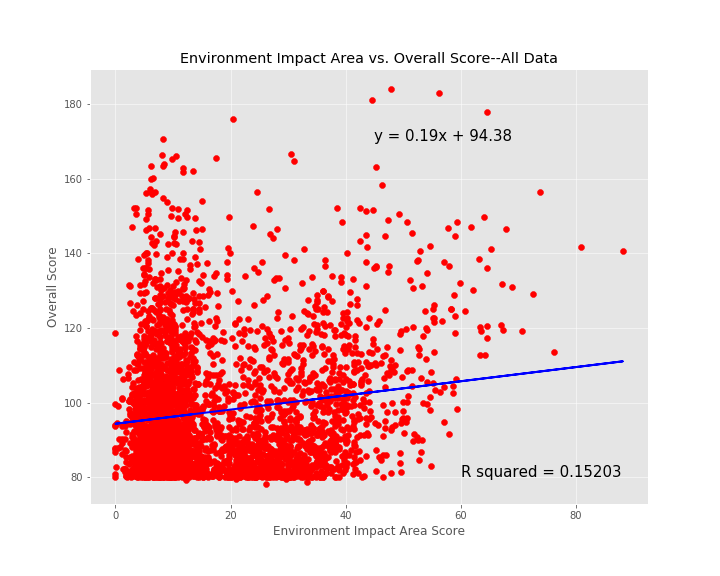 Environment Impact Area vs. Overall Score--All Data
180
y = 0.19x + 94.38
160
140
Overall Score
120
100
80
R squared = 0.15203
0 20 40 60 80
Environment Impact Area Score